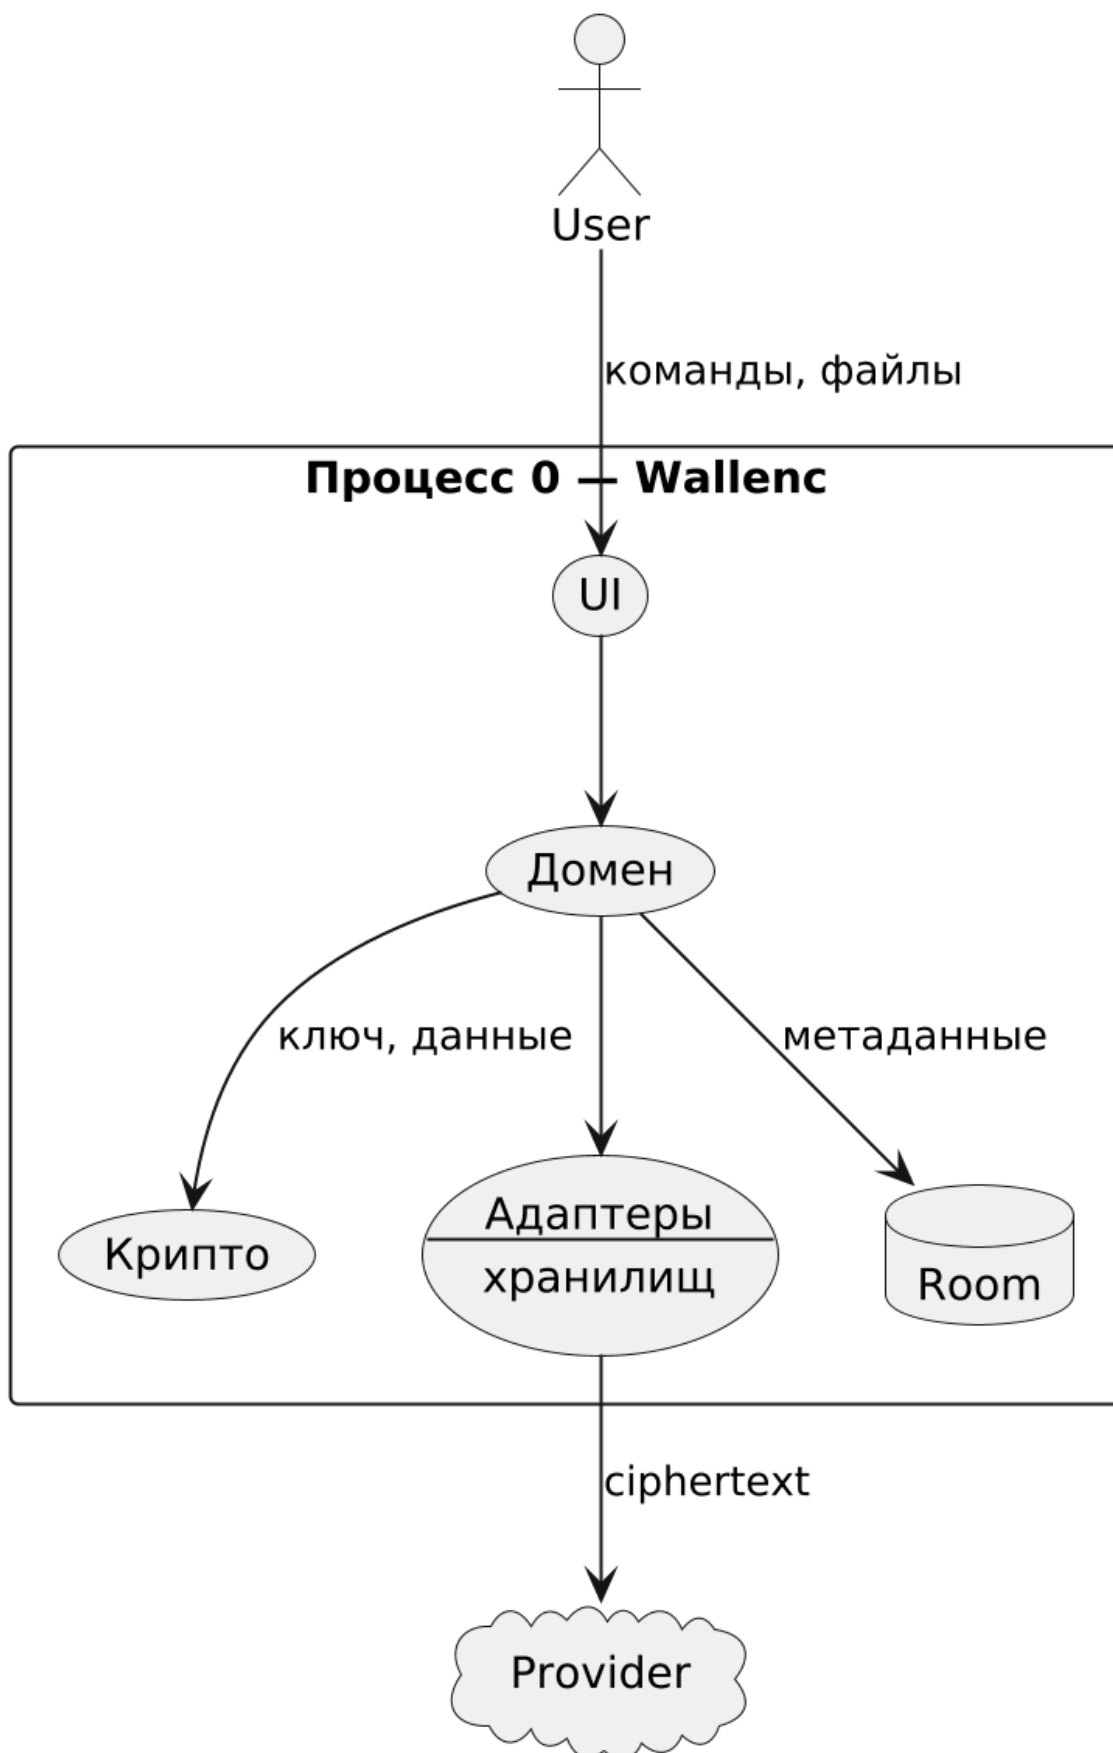 User
команды, файлы
Процесс 0 — Wallenc
UI
Домен
ключ, данные
метаданные
Крипто
Адаптеры
хранилищ
Room
ciphertext
Provider